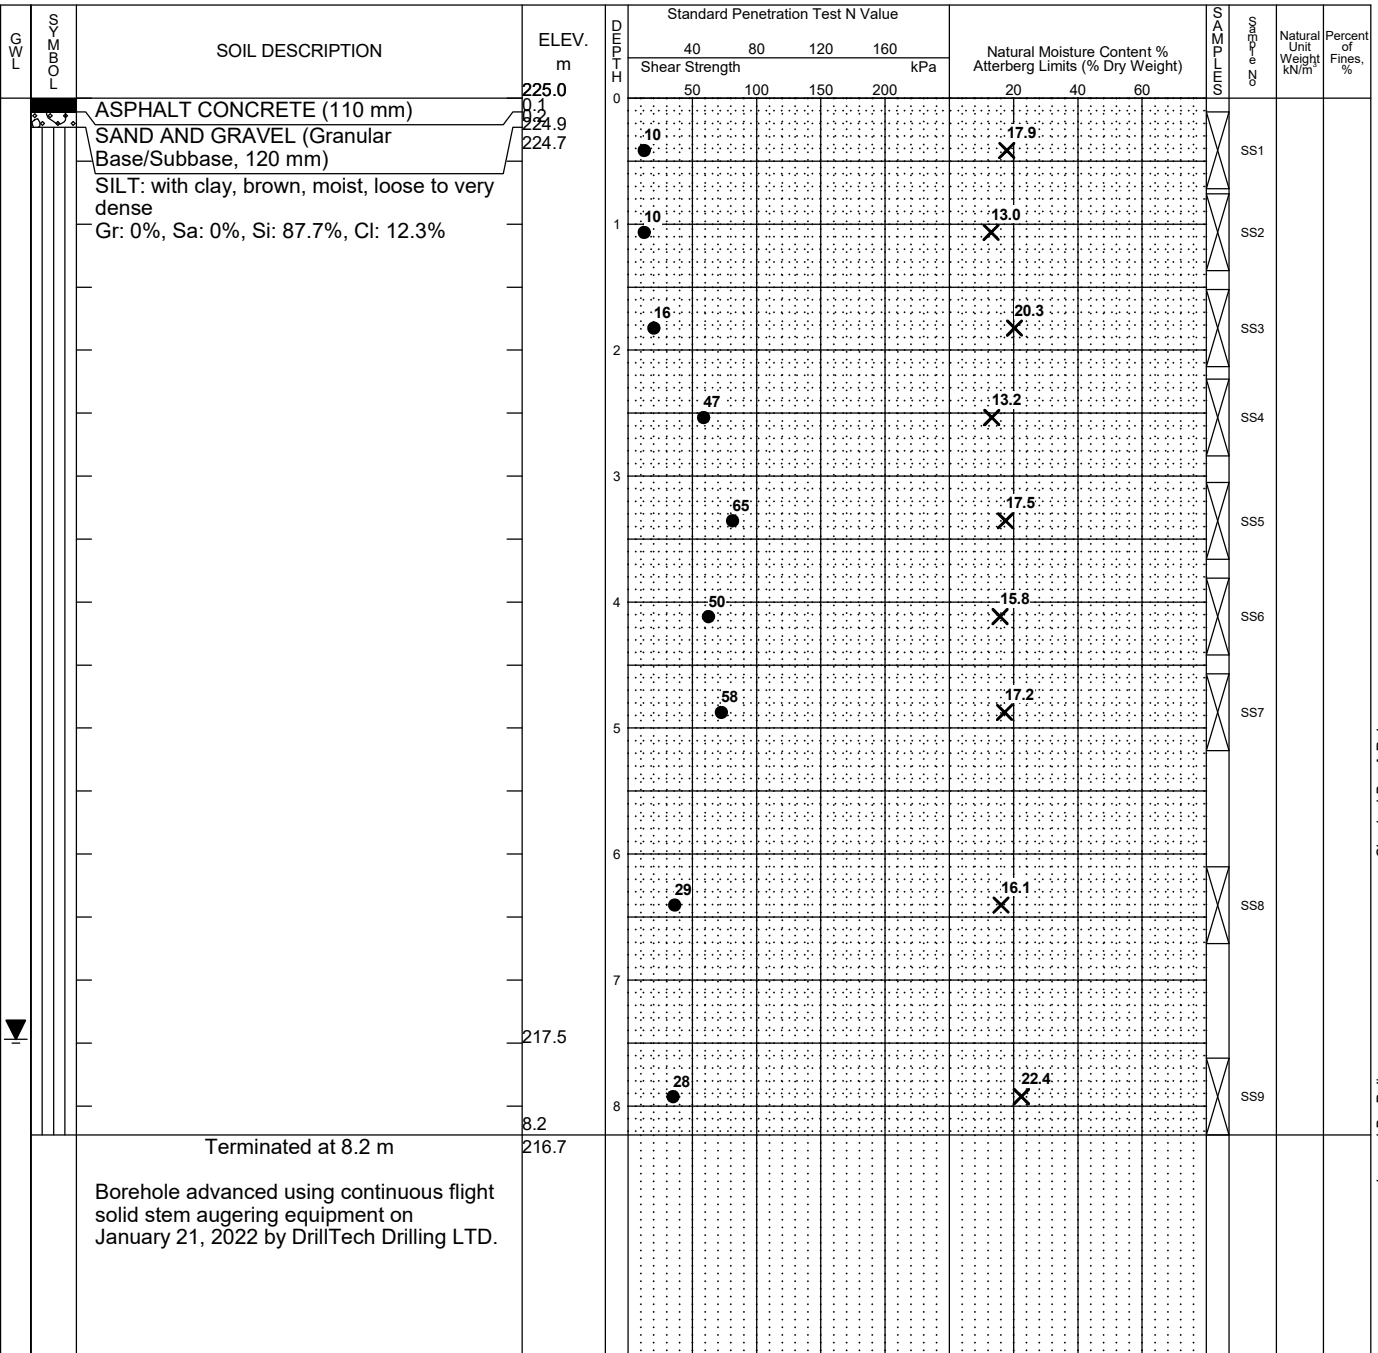 GWL
SYMBOL
SOIL DESCRIPTION
ELEV.
m
DEPTH
Standard Penetration Test N Value
40 80 120 160
Shear Strength kPa
50 100 150 200
Natural Moisture Content %
Atterberg Limits (% Dry Weight)
20 40 60
SAMPLES
Sample No
Natural
Unit
Weight
kN/m³
Percent
of
Fines,
%
225.0
0
ASPHALT CONCRETE (110 mm)
0.1
0.2
224.9
SAND AND GRAVEL (Granular
224.7
Base/Subbase, 120 mm)
10 17.9 SS1
SILT: with clay, brown, moist, loose to very
dense
Gr: 0%, Sa: 0%, Si: 87.7%, Cl: 12.3%
1
10 13.0 SS2
16 20.3 SS3
2
47 13.2 SS4
3
65 17.5 SS5
4
50 15.8 SS6
58 17.2 SS7
5
6
29 16.1 SS8
7
217.5
28 22.4 SS9
8
8.2
Terminated at 8.2 m
216.7
Borehole advanced using continuous flight
solid stem augering equipment on
January 21, 2022 by DrillTech Drilling LTD.